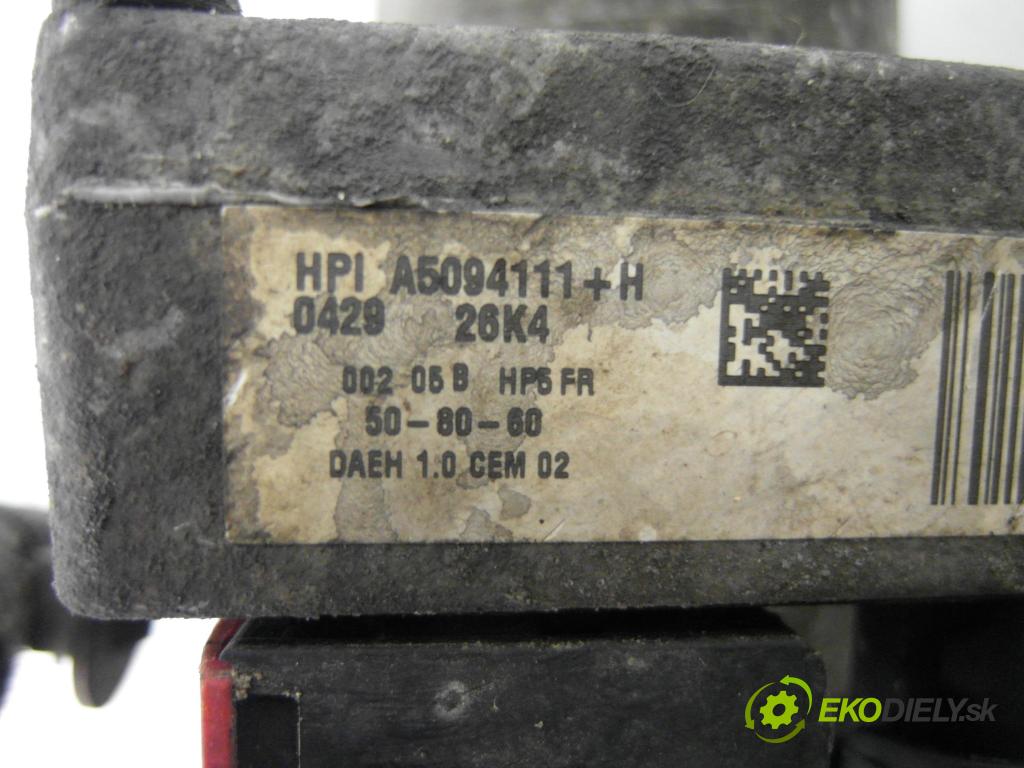 HPI A5094111+H
0429 26K4
002 05 B HP5 FR
50-80-60
DAEH 1.0 CEM 02
EKODIELY.sk